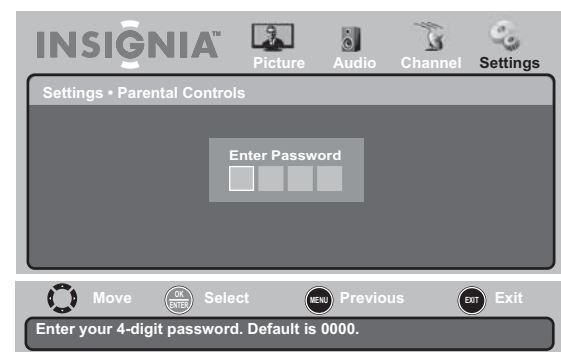 INSIGNIA™
Picture Audio Channel Settings
Settings • Parental Controls
Enter Password
Move OK ENTER Select MENU Previous EXIT Exit
Enter your 4-digit password. Default is 0000.